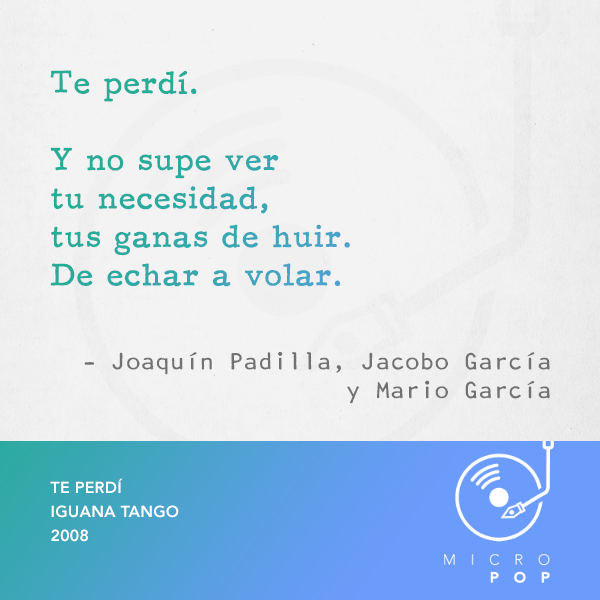 Te perdí.
Y no supe ver
tu necesidad,
tus ganas de huir.
De echar a volar.
– Joaquín Padilla, Jacobo García
y Mario García
TE PERDÍ
IGUANA TANGO
2008
MICRO
POP